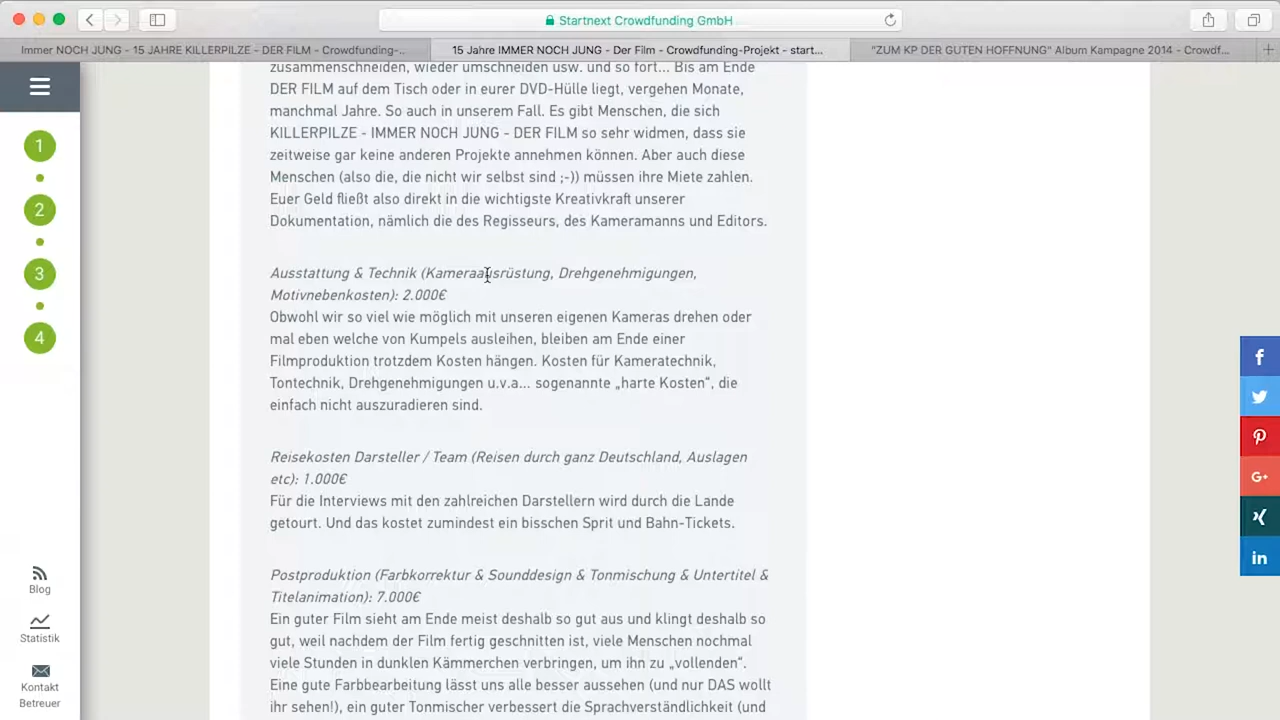 Startnext Crowdfunding GmbH
Immer NOCH JUNG - 15 JAHRE KILLERPILZE - DER FILM - Crowdfunding-...
15 Jahre IMMER NOCH JUNG - Der Film - Crowdfunding-Projekt - start...
"ZUM KP DER GUTEN HOFFNUNG" Album Kampagne 2014 - Crowdf...
1
2
3
4
Blog
Statistik
Kontakt
Betreuer
zusammenschneiden, wieder umschneiden usw. und so fort... Bis am Ende
DER FILM auf dem Tisch oder in eurer DVD-Hülle liegt, vergehen Monate,
manchmal Jahre. So auch in unserem Fall. Es gibt Menschen, die sich
KILLERPILZE - IMMER NOCH JUNG - DER FILM so sehr widmen, dass sie
zeitweise gar keine anderen Projekte annehmen können. Aber auch diese
Menschen (also die, die nicht wir selbst sind ;-)) müssen ihre Miete zahlen.
Euer Geld fließt also direkt in die wichtigste Kreativkraft unserer
Dokumentation, nämlich die des Regisseurs, des Kameramanns und Editors.
Ausstattung & Technik (Kameraausrüstung, Drehgenehmigungen,
Motivnebenkosten): 2.000€
Obwohl wir so viel wie möglich mit unseren eigenen Kameras drehen oder
mal eben welche von Kumpels ausleihen, bleiben am Ende einer
Filmproduktion trotzdem Kosten hängen. Kosten für Kameratechnik,
Tontechnik, Drehgenehmigungen u.v.a... sogenannte „harte Kosten“, die
einfach nicht auszuradieren sind.
Reisekosten Darsteller / Team (Reisen durch ganz Deutschland, Auslagen
etc): 1.000€
Für die Interviews mit den zahlreichen Darstellern wird durch die Lande
getourt. Und das kostet zumindest ein bisschen Sprit und Bahn-Tickets.
Postproduktion (Farbkorrektur & Sounddesign & Tonmischung & Untertitel &
Titelanimation): 7.000€
Ein guter Film sieht am Ende meist deshalb so gut aus und klingt deshalb so
gut, weil nachdem der Film fertig geschnitten ist, viele Menschen nochmal
viele Stunden in dunklen Kämmerchen verbringen, um ihn zu „vollenden“.
Eine gute Farbbearbeitung lässt uns alle besser aussehen (und nur DAS wollt
ihr sehen!), ein guter Tonmischer verbessert die Sprachverständlichkeit (und
f
G+
in